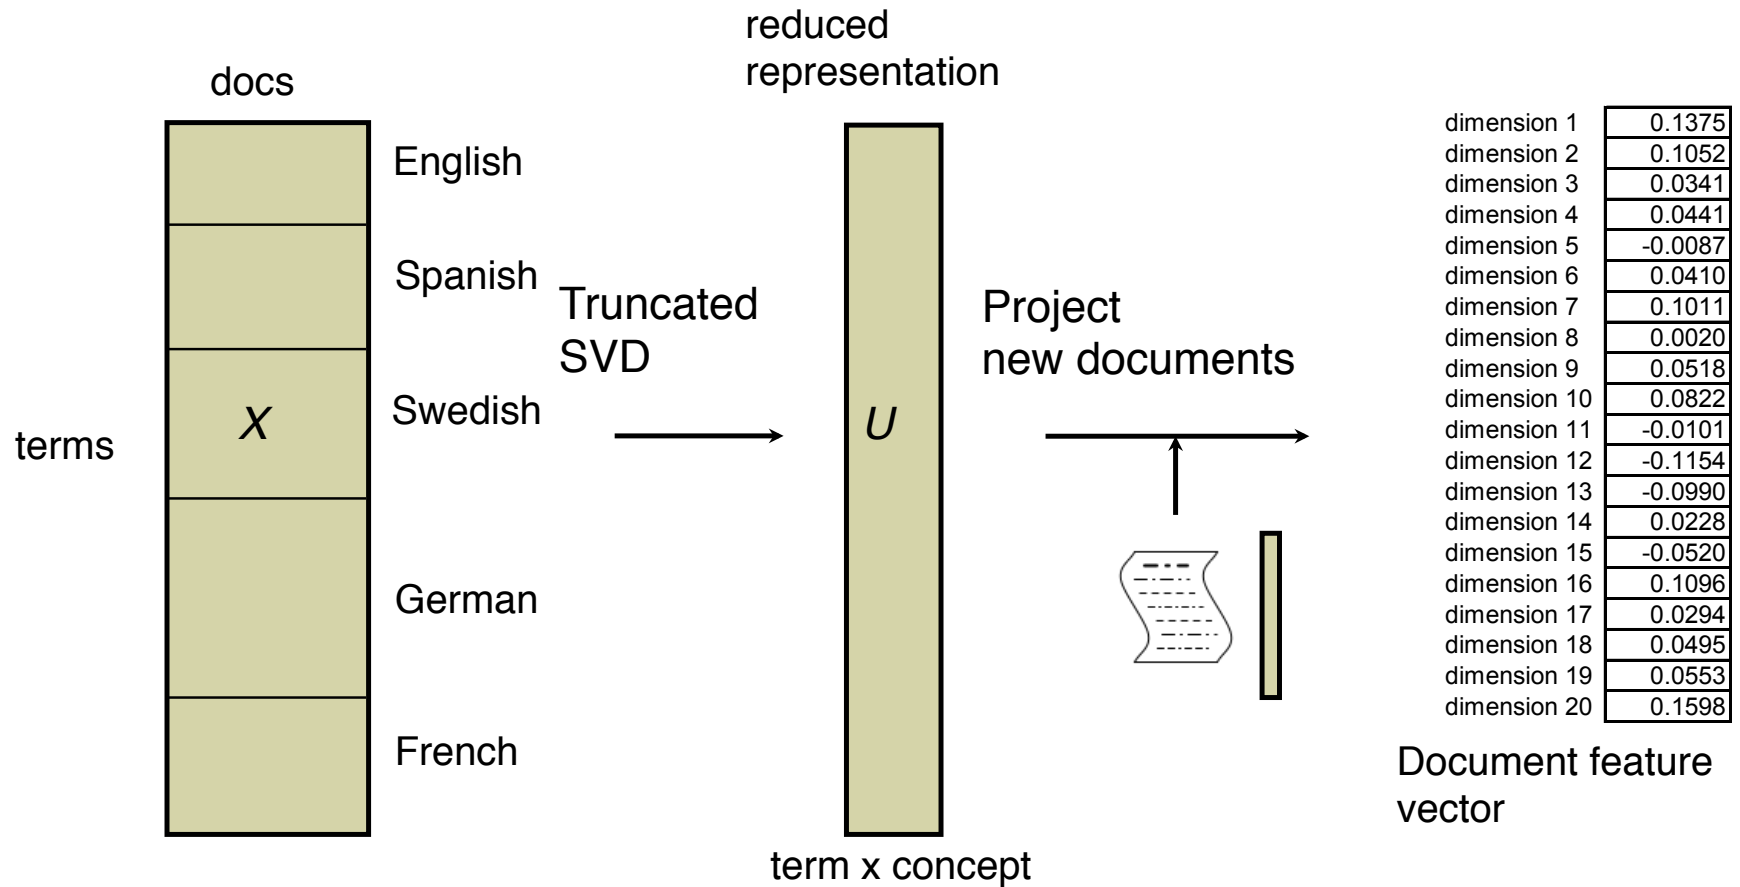 docs
terms
X
English
Spanish
Swedish
German
French
Truncated
SVD
reduced
representation
U
term x concept
Project
new documents
dimension 1 0.1375
dimension 2 0.1052
dimension 3 0.0341
dimension 4 0.0441
dimension 5 -0.0087
dimension 6 0.0410
dimension 7 0.1011
dimension 8 0.0020
dimension 9 0.0518
dimension 10 0.0822
dimension 11 -0.0101
dimension 12 -0.1154
dimension 13 -0.0990
dimension 14 0.0228
dimension 15 -0.0520
dimension 16 0.1096
dimension 17 0.0294
dimension 18 0.0495
dimension 19 0.0553
dimension 20 0.1598
Document feature
vector